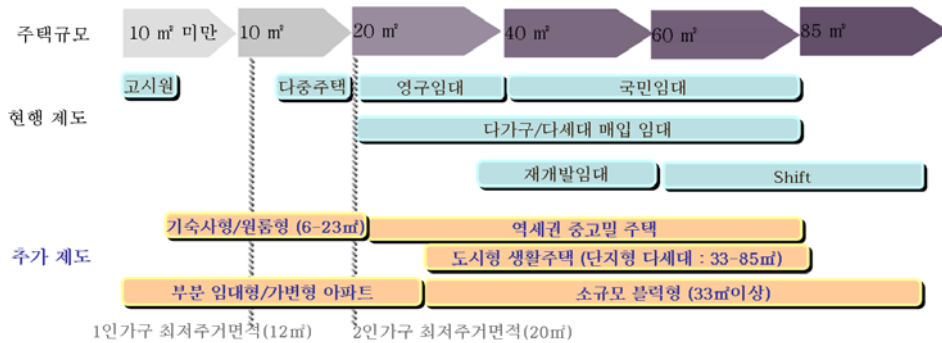 주택규모 10 ㎡ 미만 10 ㎡ 20 ㎡ 40 ㎡ 60 ㎡ 85 ㎡
고시원 다중주택 영구임대 국민임대
현행 제도
다가구/다세대 매입 임대
재개발임대 Shift
기숙사형/원룸형 (6-23㎡) 역세권 중고밀 주택
추가 제도
도시형 생활주택 (단지형 다세대 : 33-85㎡)
부분 임대형/가변형 아파트 소규모 블럭형 (33㎡이상)
1인가구 최저주거면적(12㎡) 2인가구 최저주거면적(20㎡)